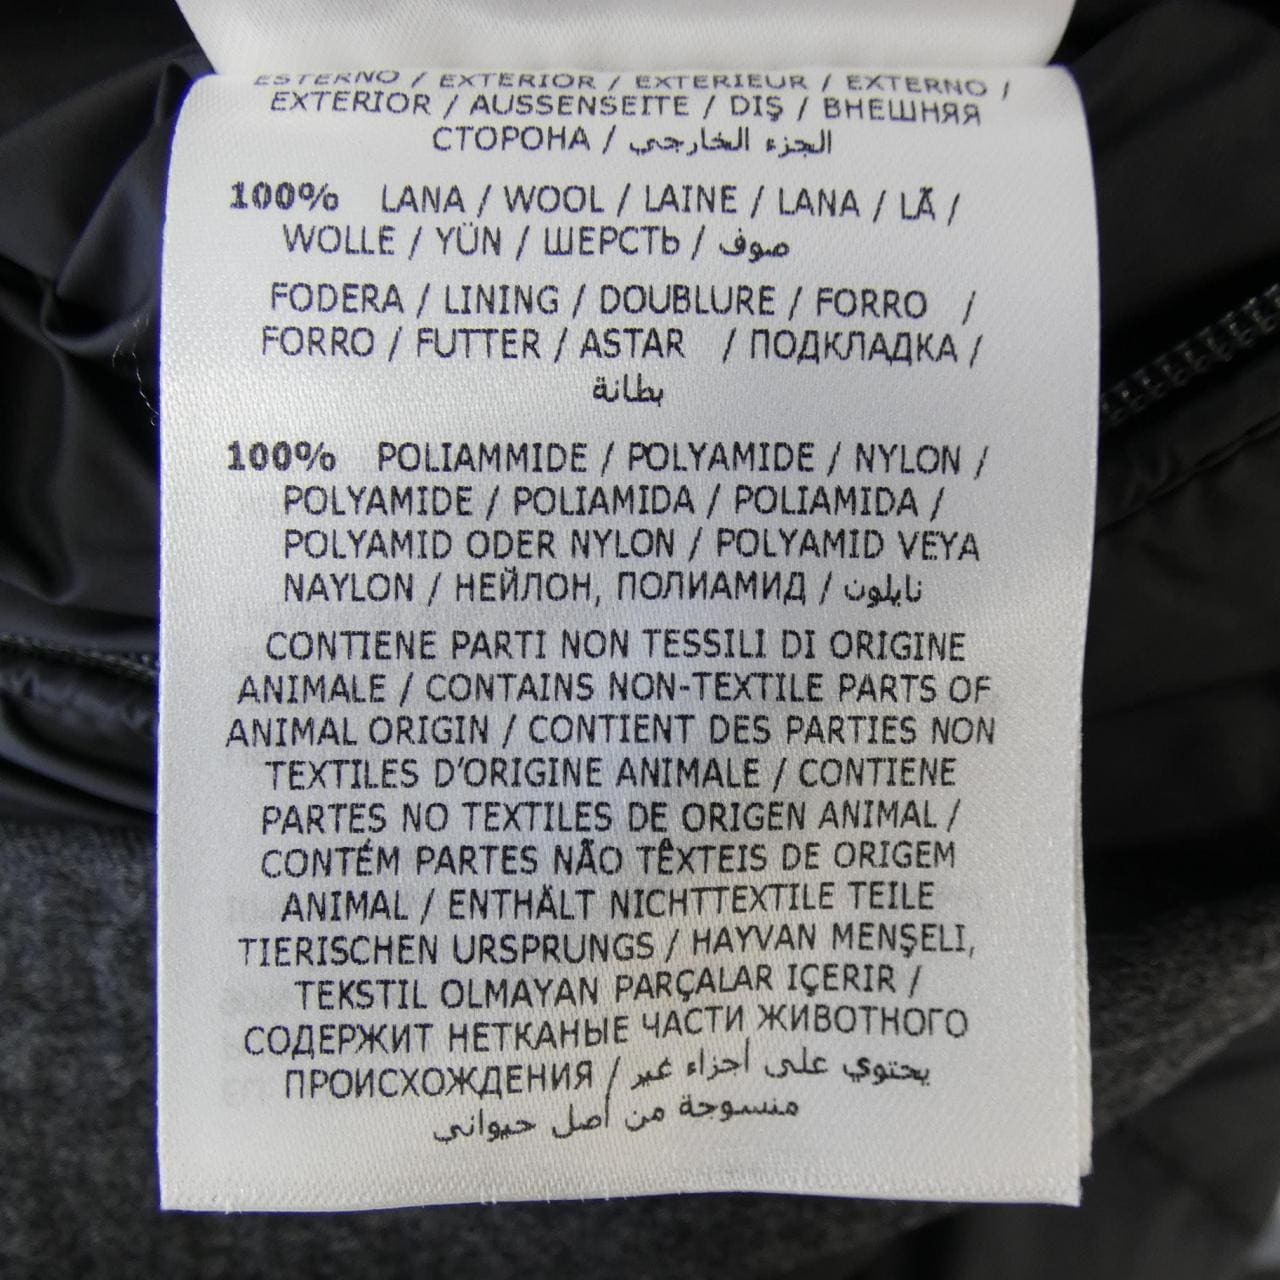 ESTERNO / EXTERIOR / EXTERIEUR / EXTERNO /
EXTERIOR / AUSSENSEITE / DIŞ / ВНЕШНЯЯ
СТОРОНА / الجزء الخارجي
100% LANA / WOOL / LAINE / LANA / LÃ /
WOLLE / YÜN / ШЕРСТЬ / صوف
FODERA / LINING / DOUBLURE / FORRO /
FORRO / FUTTER / ASTAR / ПОДКЛАДКА /
بطانة
100% POLIAMMIDE / POLYAMIDE / NYLON /
POLYAMIDE / POLIAMIDA / POLIAMIDA /
POLYAMID ODER NYLON / POLYAMID VEYA
NAYLON / НЕЙЛОН, ПОЛИАМИД / نايلون
CONTIENE PARTI NON TESSILI DI ORIGINE
ANIMALE / CONTAINS NON-TEXTILE PARTS OF
ANIMAL ORIGIN / CONTIENT DES PARTIES NON
TEXTILES D'ORIGINE ANIMALE / CONTIENE
PARTES NO TEXTILES DE ORIGEN ANIMAL /
CONTÉM PARTES NÃO TÊXTEIS DE ORIGEM
ANIMAL / ENTHÄLT NICHTTEXTILE TEILE
TIERISCHEN URSPRUNGS / HAYVAN MENŞELI,
TEKSTIL OLMAYAN PARÇALAR IÇERIR /
СОДЕРЖИТ НЕТКАНЫЕ ЧАСТИ ЖИВОТНОГО
ПРОИСХОЖДЕНИЯ / يحتوي على أجزاء غير
منسوجة من أصل حيواني